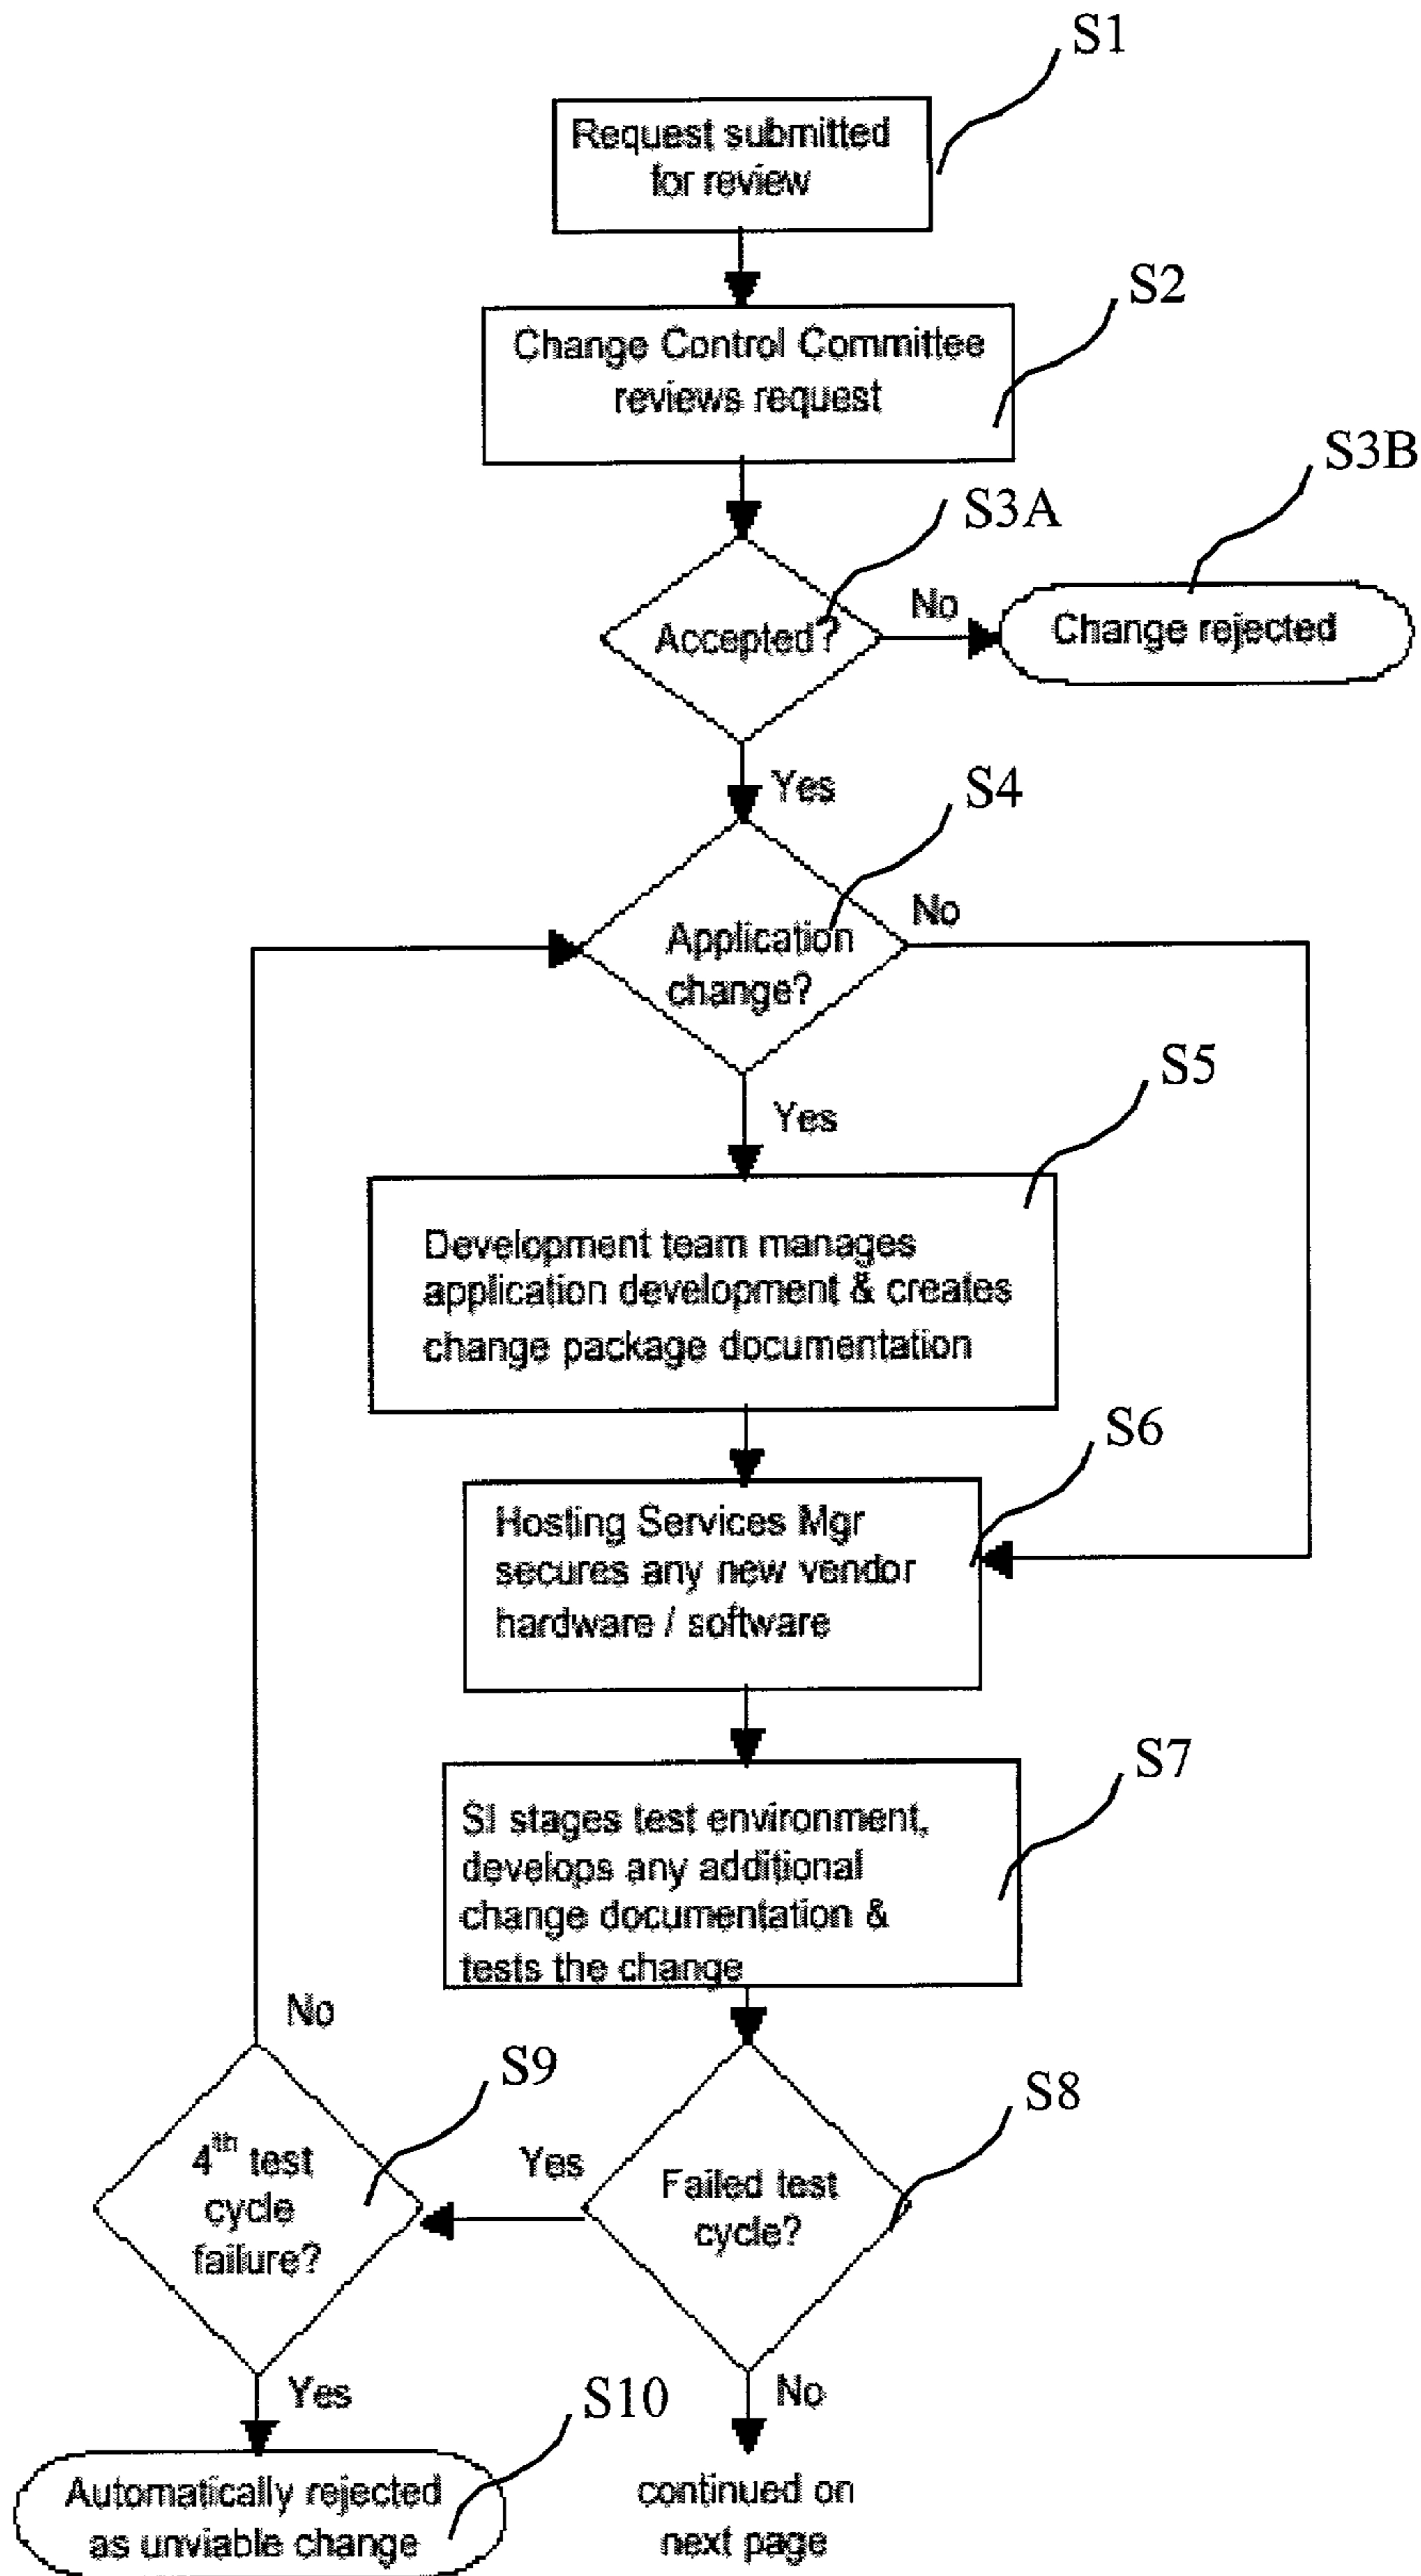 S1
Request submitted
for review
S2
Change Control Committee
reviews request
S3A
S3B
Accepted?
No
Change rejected
Yes
S4
Application
change?
No
Yes
S5
Development team manages
application development & creates
change package documentation
S6
Hosting Services Mgr
secures any new vendor
hardware / software
S7
SI stages test environment,
develops any additional
change documentation &
tests the change
No
S9
S8
4th test
cycle
failure?
Yes
Failed test
cycle?
Yes
No
S10
Automatically rejected
as unviable change
continued on
next page